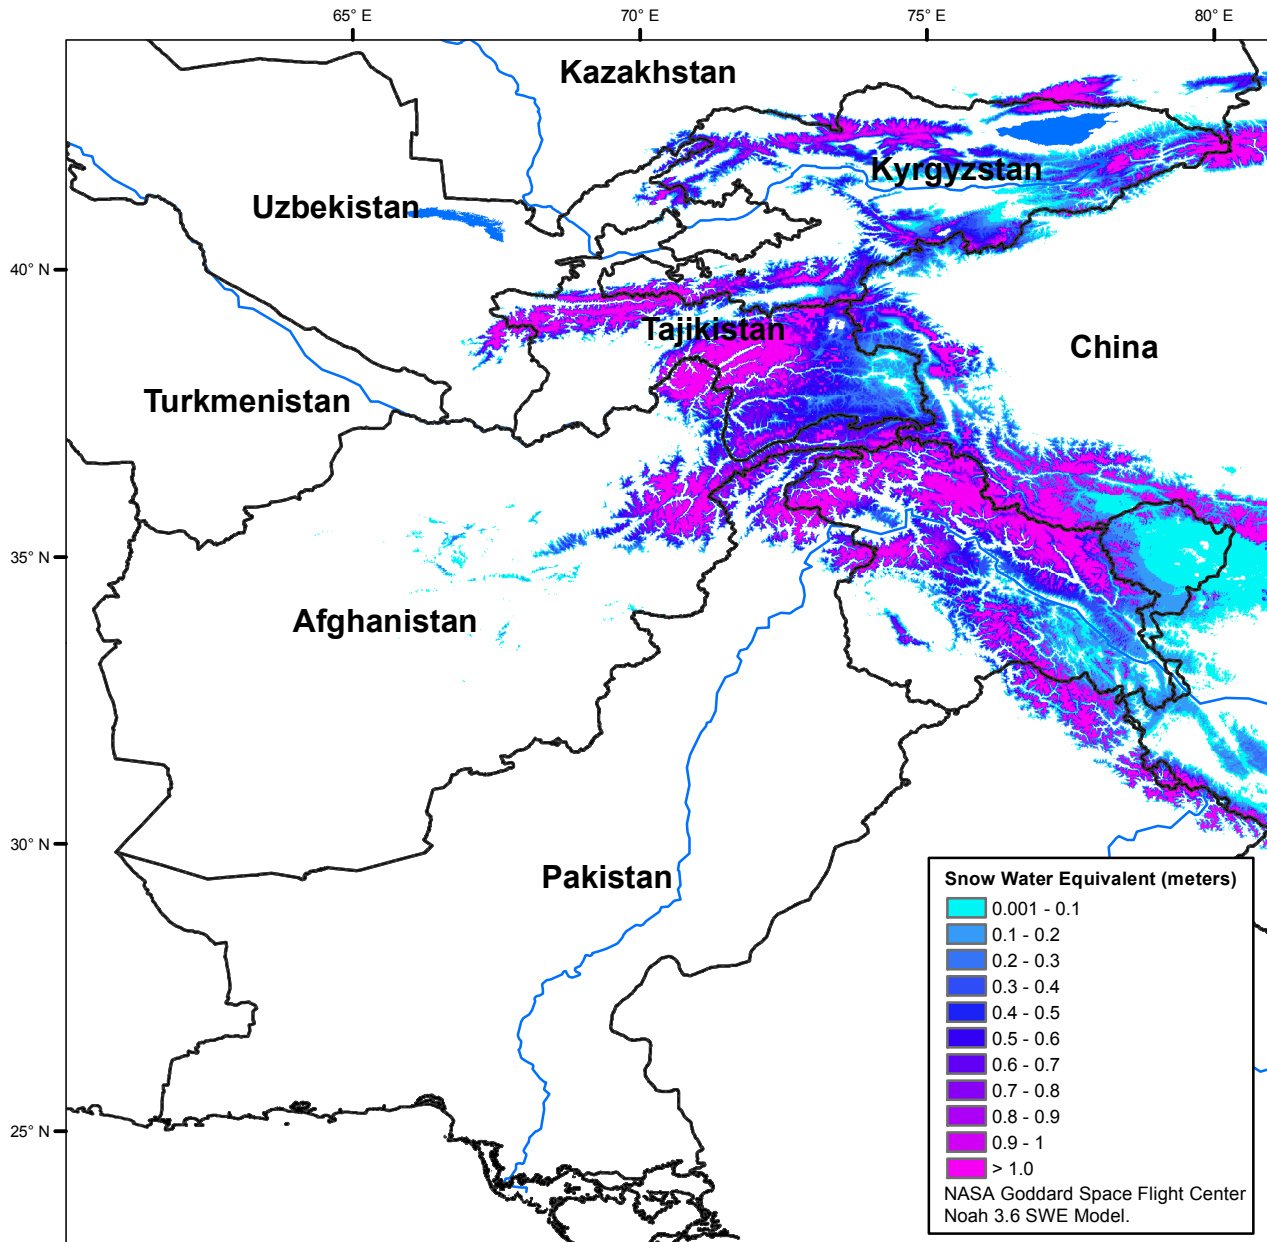 65° E
70° E
75° E
80° E
Kazakhstan
Kyrgyzstan
Uzbekistan
40° N
Tajikistan
China
Turkmenistan
35° N
Afghanistan
30° N
Pakistan
25° N
Snow Water Equivalent (meters)
0.001 - 0.1
0.1 - 0.2
0.2 - 0.3
0.3 - 0.4
0.4 - 0.5
0.5 - 0.6
0.6 - 0.7
0.7 - 0.8
0.8 - 0.9
0.9 - 1
> 1.0
NASA Goddard Space Flight Center
Noah 3.6 SWE Model.